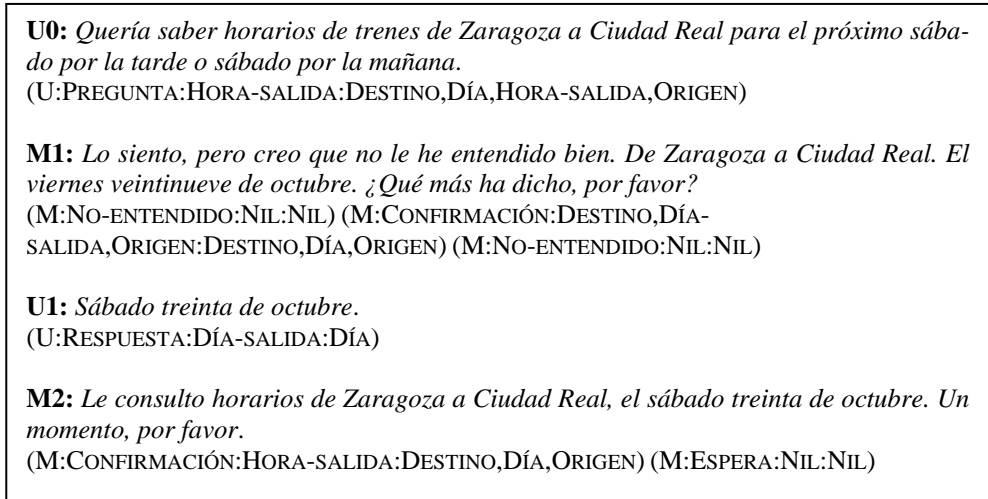 U0: Quería saber horarios de trenes de Zaragoza a Ciudad Real para el próximo sába-
do por la tarde o sábado por la mañana.
(U:PREGUNTA:HORA-SALIDA:DESTINO,DÍA,HORA-SALIDA,ORIGEN)
M1: Lo siento, pero creo que no le he entendido bien. De Zaragoza a Ciudad Real. El
viernes veintinueve de octubre. ¿Qué más ha dicho, por favor?
(M:NO-ENTENDIDO:NIL:NIL) (M:CONFIRMACIÓN:DESTINO,DÍA-
SALIDA,ORIGEN:DESTINO,DÍA,ORIGEN) (M:NO-ENTENDIDO:NIL:NIL)
U1: Sábado treinta de octubre.
(U:RESPUESTA:DÍA-SALIDA:DÍA)
M2: Le consulto horarios de Zaragoza a Ciudad Real, el sábado treinta de octubre. Un
momento, por favor.
(M:CONFIRMACIÓN:HORA-SALIDA:DESTINO,DÍA,ORIGEN) (M:ESPERA:NIL:NIL)